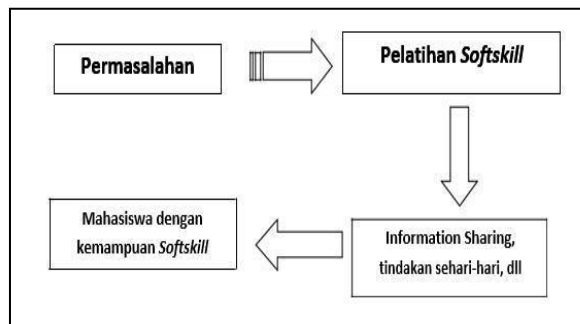 Permasalahan
Pelatihan Softskill
Information Sharing,
tindakan sehari-hari, dll
Mahasiswa dengan
kemampuan Softskill